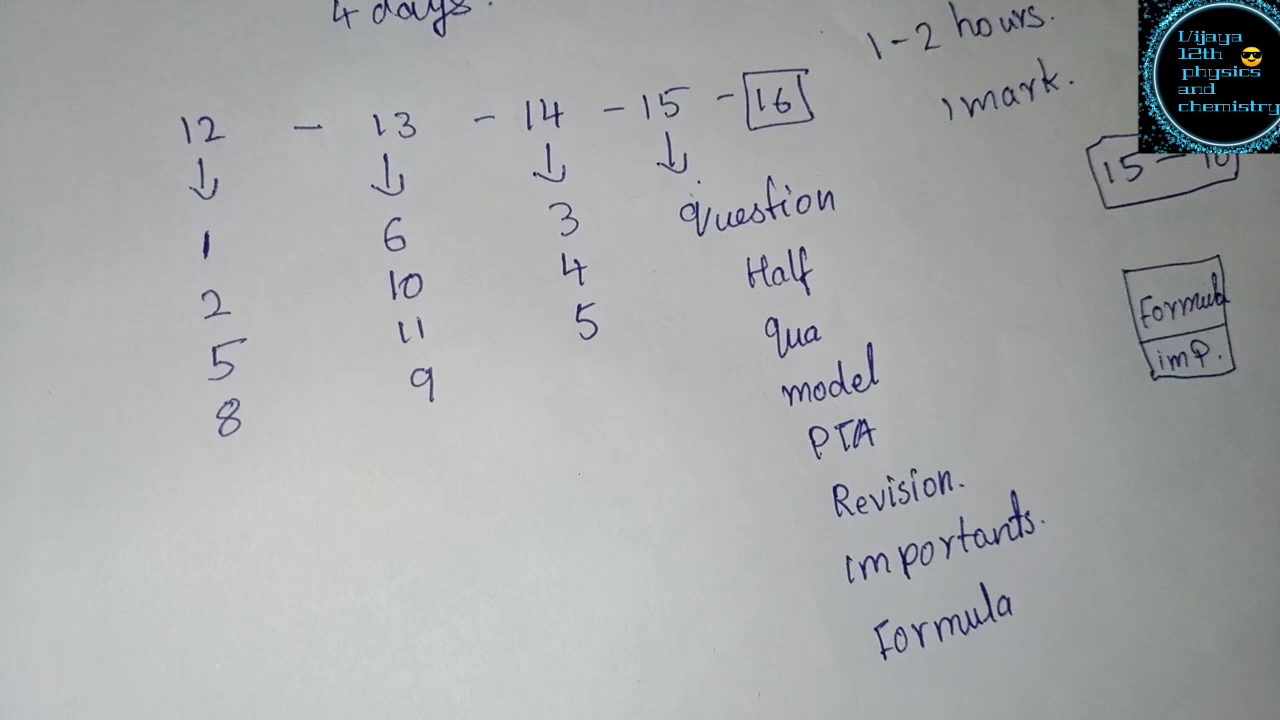 4 days.
1-2 hours.
1 mark.
12 - 13 - 14 - 15 - 16
1 6 3 question
2 10 4 Half
5 11 5 qua
8 9 model
PTA
Revision.
importants.
Formula
15 -
Formula
imp.
Vijaya
12th
physics
and
chemistry